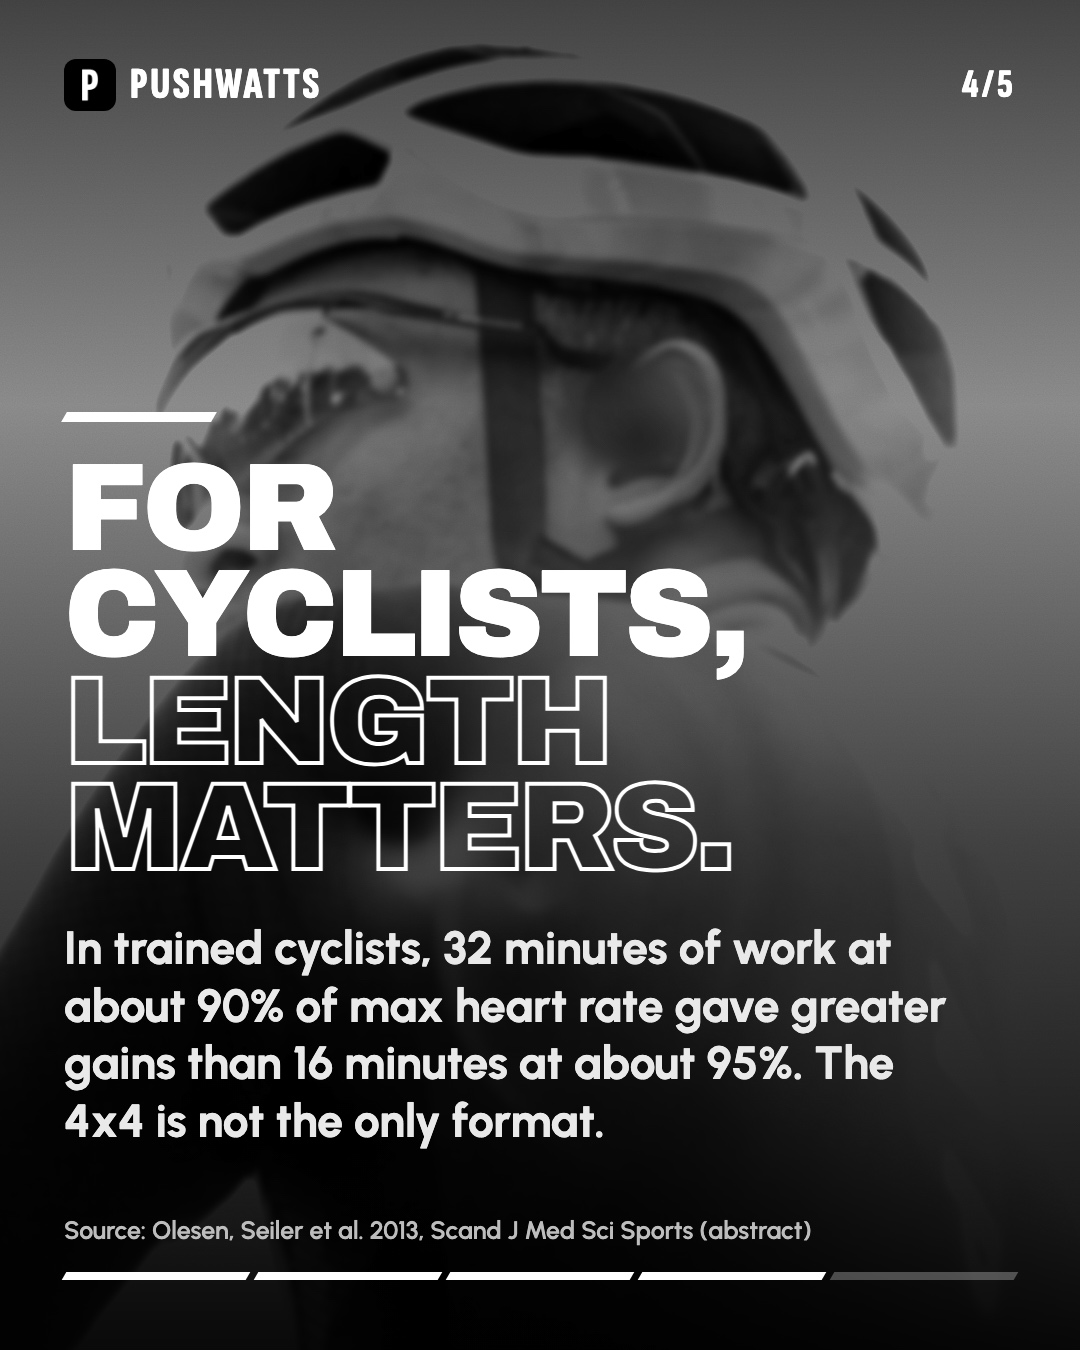 P PUSHWATTS
4/5
FOR
CYCLISTS,
LENGTH
MATTERS.
In trained cyclists, 32 minutes of work at
about 90% of max heart rate gave greater
gains than 16 minutes at about 95%. The
4x4 is not the only format.
Source: Olesen, Seiler et al. 2013, Scand J Med Sci Sports (abstract)